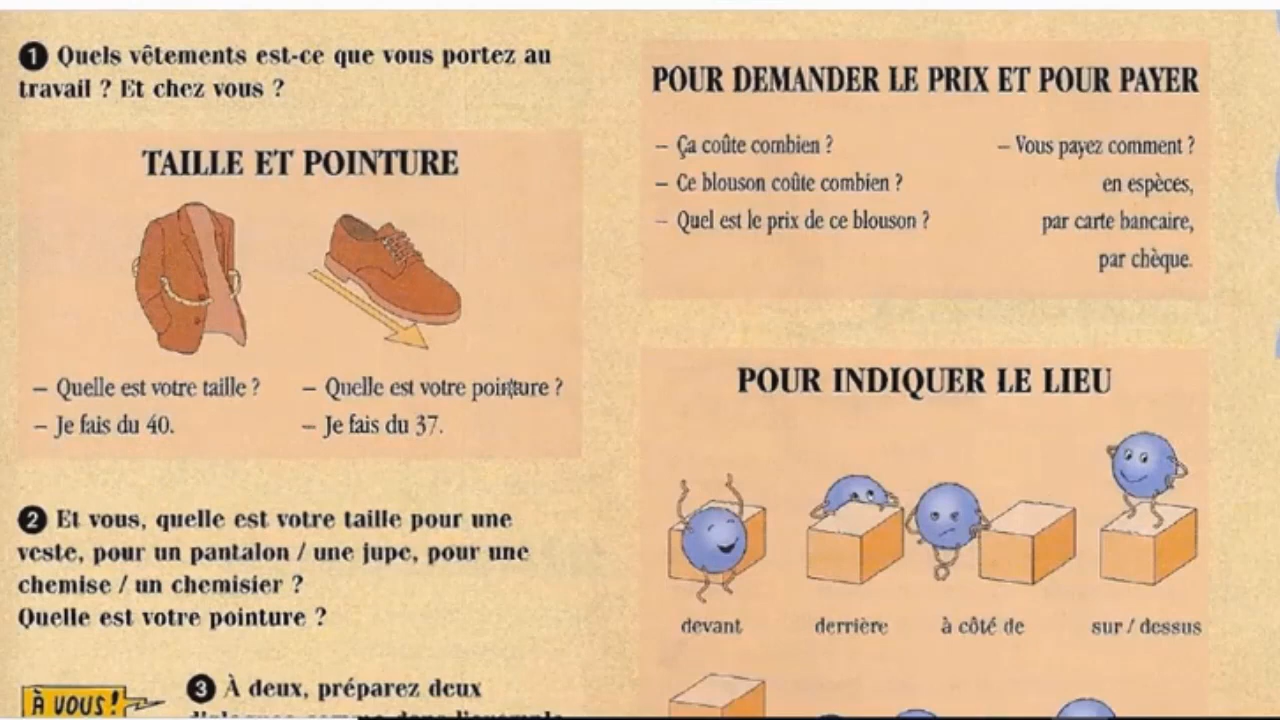 1 Quels vêtements est-ce que vous portez au
travail ? Et chez vous ?
TAILLE ET POINTURE
– Quelle est votre taille ?
– Je fais du 40.
– Quelle est votre pointure ?
– Je fais du 37.
2 Et vous, quelle est votre taille pour une
veste, pour un pantalon / une jupe, pour une
chemise / un chemisier ?
Quelle est votre pointure ?
À VOUS !
3 À deux, préparez deux
POUR DEMANDER LE PRIX ET POUR PAYER
– Ça coûte combien ?
– Ce blouson coûte combien ?
– Quel est le prix de ce blouson ?
– Vous payez comment ?
en espèces,
par carte bancaire,
par chèque.
POUR INDIQUER LE LIEU
devant
derrière
à côté de
sur / dessus